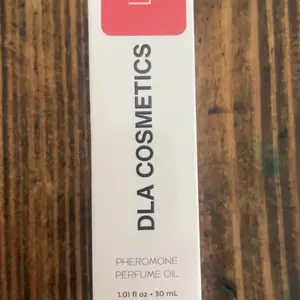 DLA COSMETICS
PHEROMONE
PERFUME OIL
1.01 fl oz • 30 mL